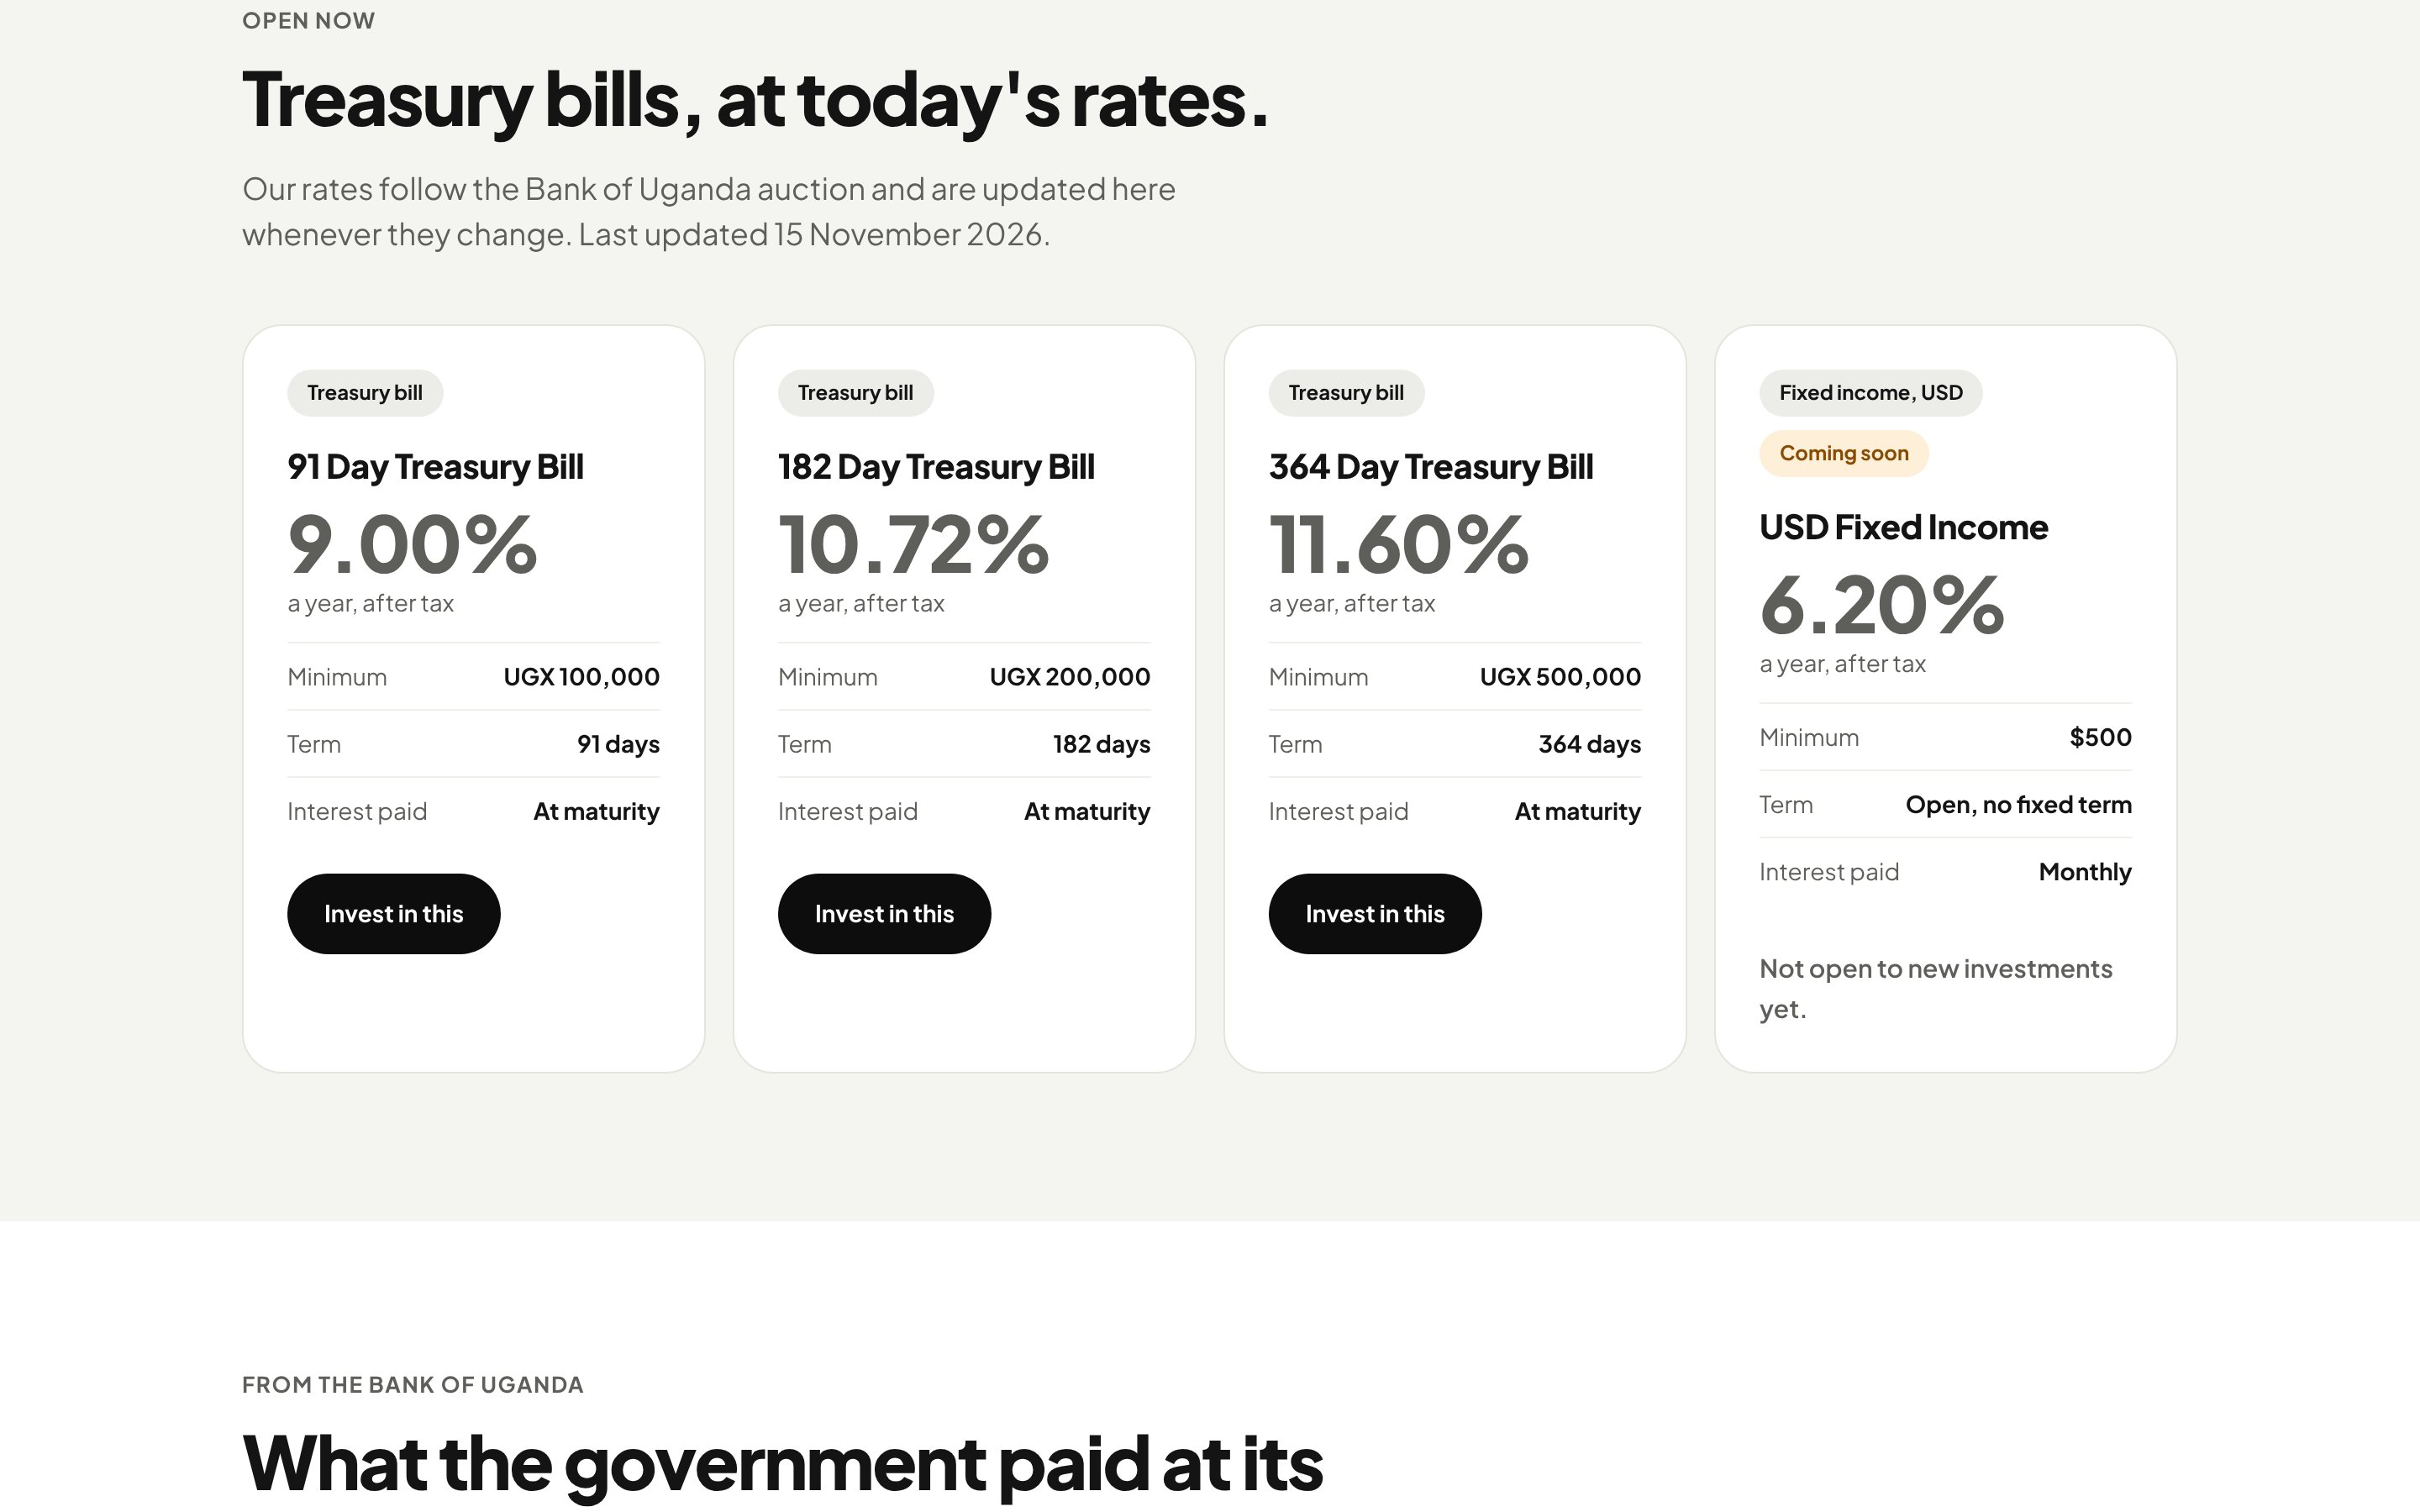 OPEN NOW
Treasury bills, at today's rates.
Our rates follow the Bank of Uganda auction and are updated here
whenever they change. Last updated 15 November 2026.
Treasury bill
91 Day Treasury Bill
9.00%
a year, after tax
Minimum UGX 100,000
Term 91 days
Interest paid At maturity
Invest in this
Treasury bill
182 Day Treasury Bill
10.72%
a year, after tax
Minimum UGX 200,000
Term 182 days
Interest paid At maturity
Invest in this
Treasury bill
364 Day Treasury Bill
11.60%
a year, after tax
Minimum UGX 500,000
Term 364 days
Interest paid At maturity
Invest in this
Fixed income, USD
Coming soon
USD Fixed Income
6.20%
a year, after tax
Minimum $500
Term Open, no fixed term
Interest paid Monthly
Not open to new investments
yet.
FROM THE BANK OF UGANDA
What the government paid at its